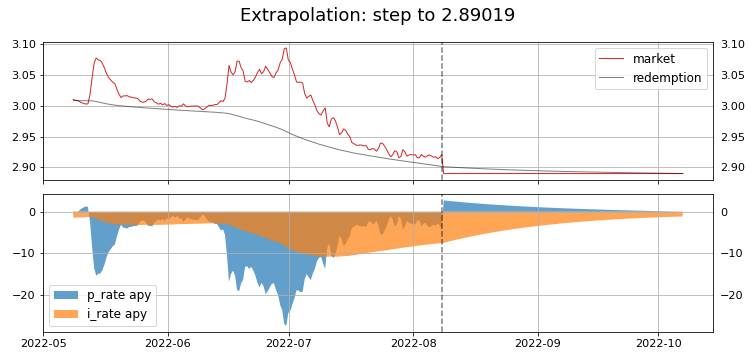 Extrapolation: step to 2.89019
3.10 3.10
market
redemption
3.05 3.05
3.00 3.00
2.95 2.95
2.90 2.90
0 0
−10 −10
−20 −20
p_rate apy
i_rate apy
2022-05 2022-06 2022-07 2022-08 2022-09 2022-10